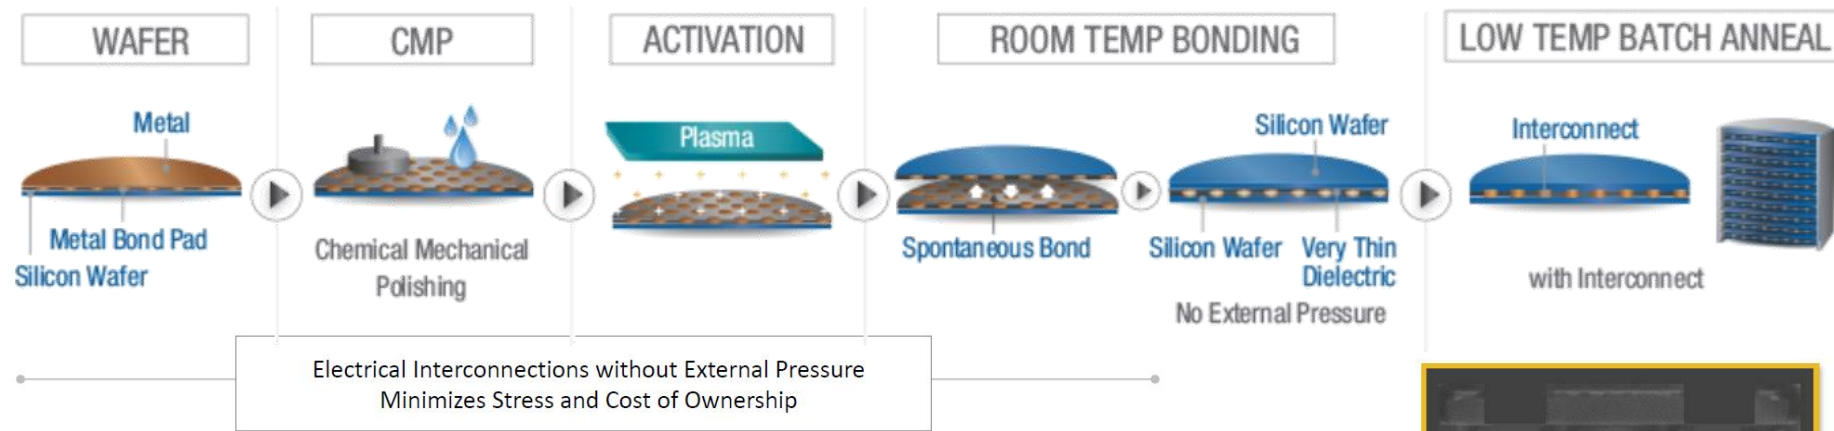 WAFER
CMP
ACTIVATION
ROOM TEMP BONDING
LOW TEMP BATCH ANNEAL
Metal
Metal Bond Pad
Silicon Wafer
Chemical Mechanical
Polishing
Plasma
Spontaneous Bond
Silicon Wafer
Silicon Wafer
Very Thin
Dielectric
No External Pressure
Interconnect
with Interconnect
Electrical Interconnections without External Pressure
Minimizes Stress and Cost of Ownership